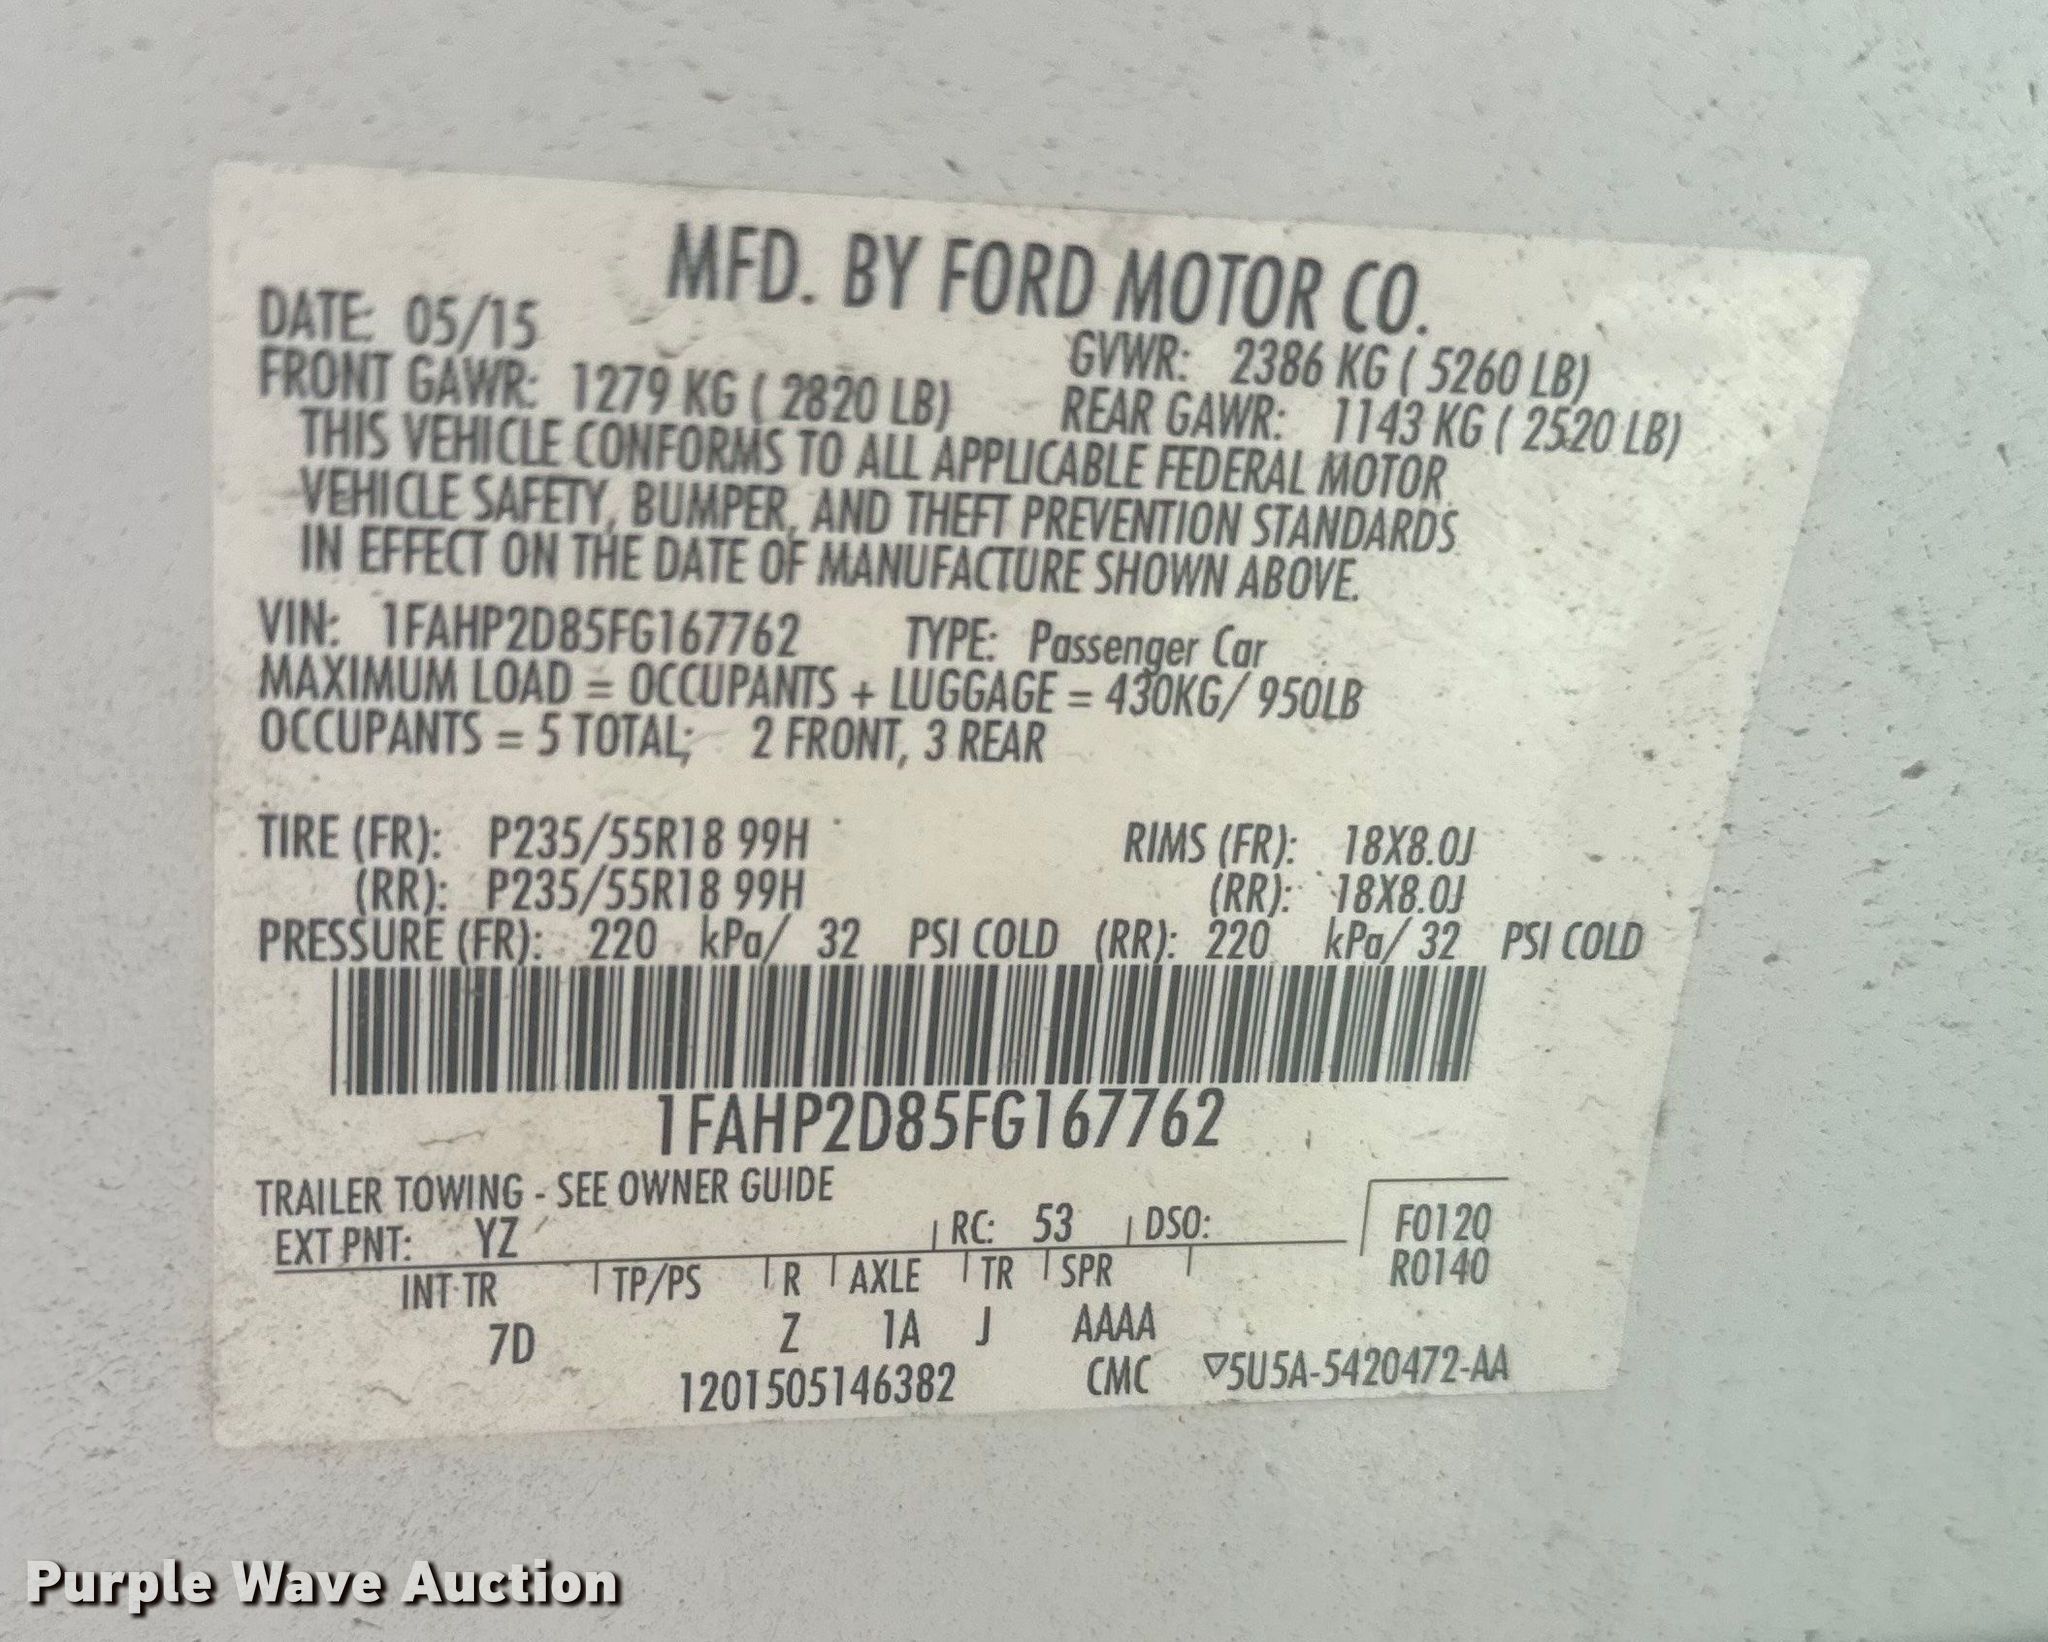 MFD. BY FORD MOTOR CO.
DATE: 05/15
GVWR: 2386 KG ( 5260 LB)
FRONT GAWR: 1279 KG ( 2820 LB)
REAR GAWR: 1143 KG ( 2520 LB)
THIS VEHICLE CONFORMS TO ALL APPLICABLE FEDERAL MOTOR
VEHICLE SAFETY, BUMPER, AND THEFT PREVENTION STANDARDS
IN EFFECT ON THE DATE OF MANUFACTURE SHOWN ABOVE.
VIN: 1FAHP2D85FG167762 TYPE: Passenger Car
MAXIMUM LOAD = OCCUPANTS + LUGGAGE = 430KG/ 950LB
OCCUPANTS = 5 TOTAL; 2 FRONT, 3 REAR
TIRE (FR): P235/55R18 99H RIMS (FR): 18X8.0J
(RR): P235/55R18 99H (RR): 18X8.0J
PRESSURE (FR): 220 kPa/ 32 PSI COLD (RR): 220 kPa/ 32 PSI COLD
1FAHP2D85FG167762
TRAILER TOWING - SEE OWNER GUIDE
EXT PNT: YZ RC: 53 DSO: F0120
R0140
INT TR TP/PS R AXLE TR SPR
7D Z 1A J AAAA
1201505146382 CMC ▽5U5A-5420472-AA
Purple Wave Auction